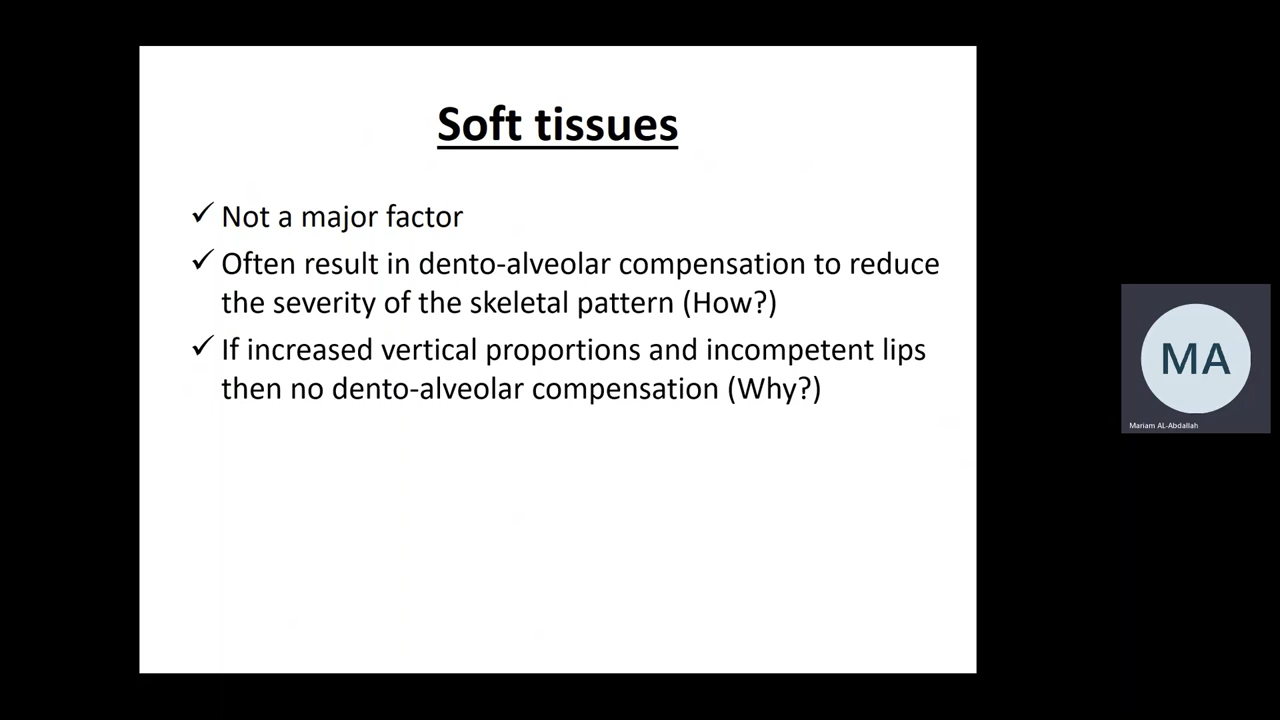 Soft tissues
✓ Not a major factor
✓ Often result in dento-alveolar compensation to reduce
the severity of the skeletal pattern (How?)
✓ If increased vertical proportions and incompetent lips
then no dento-alveolar compensation (Why?)
MA
Mariam AL-Abdallah